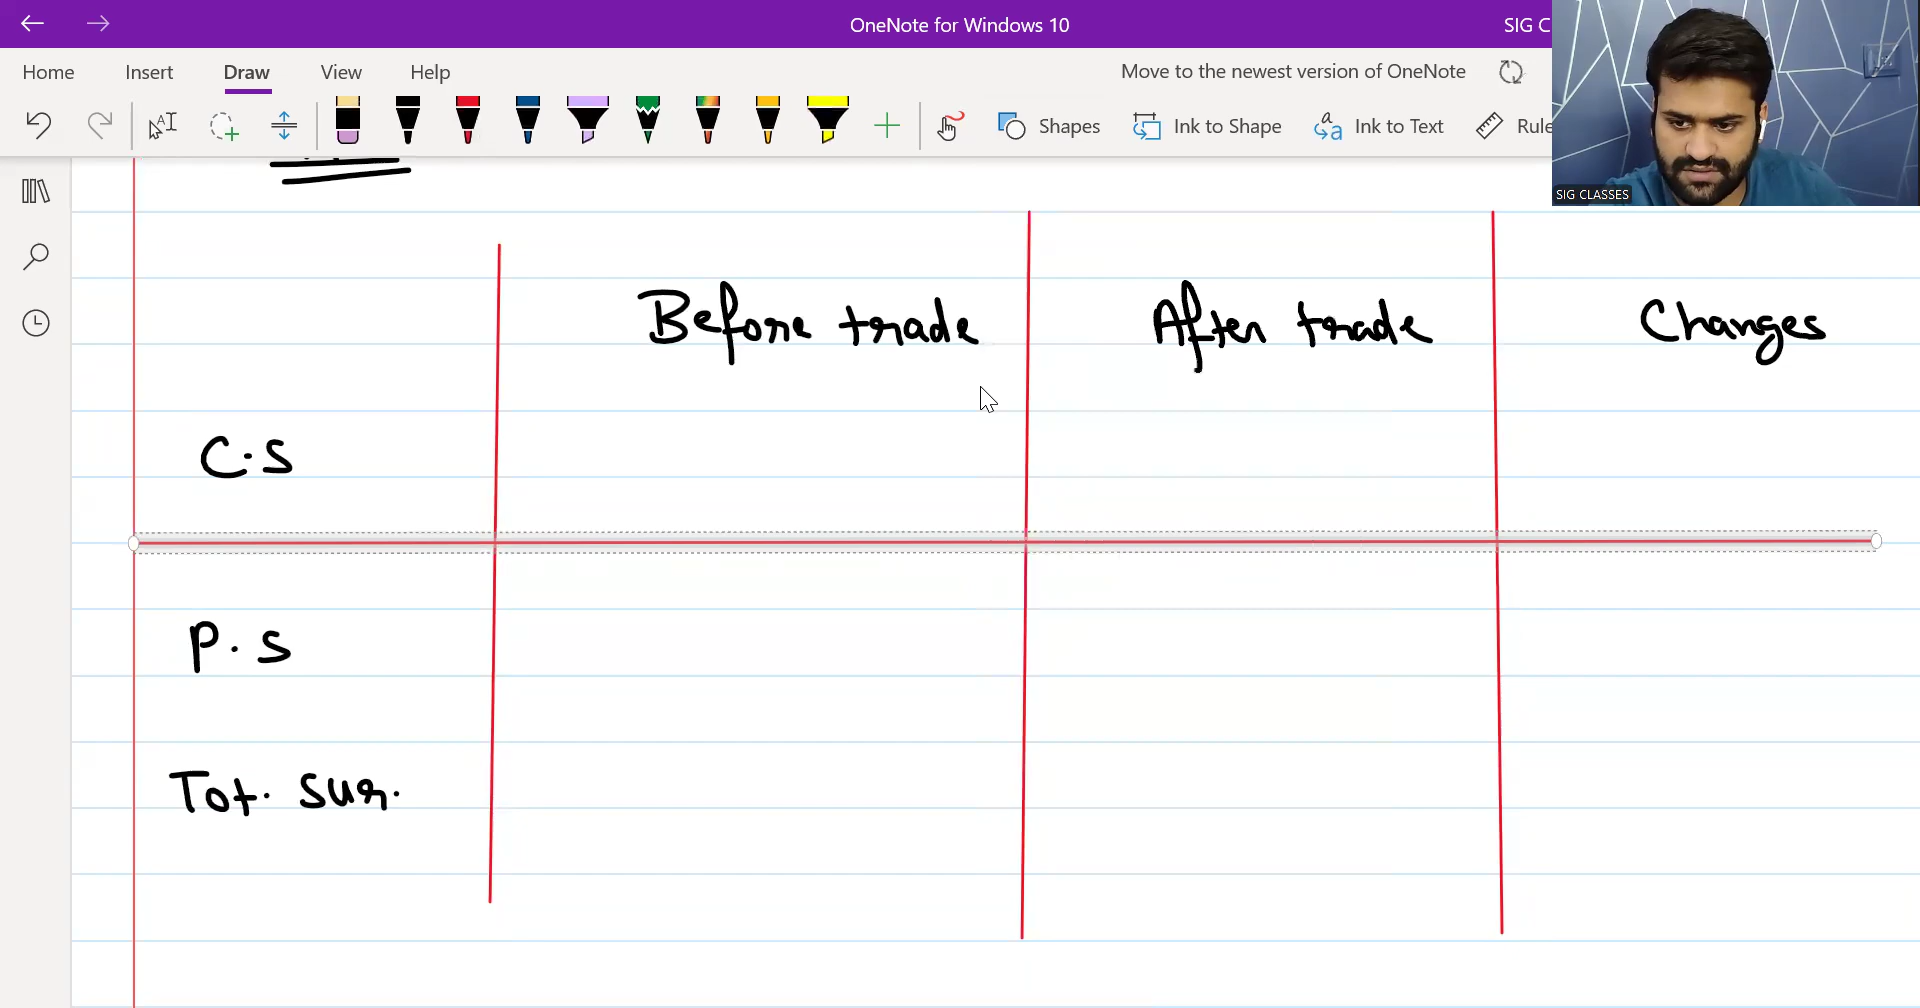 OneNote for Windows 10
SIG C
Home Insert Draw View Help
Move to the newest version of OneNote
Shapes Ink to Shape Ink to Text Rule
SIG CLASSES
Before trade After trade Changes
C.S
P.S
Tot. sur.